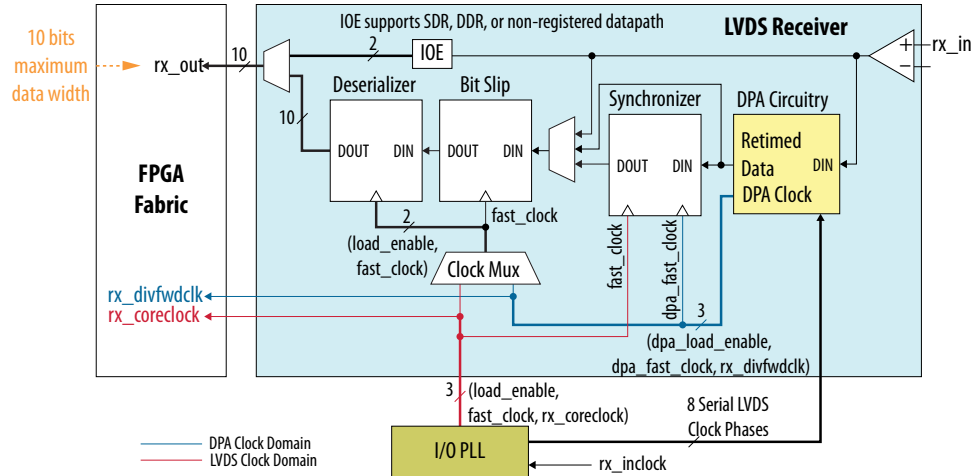 IOE supports SDR, DDR, or non-registered datapath
LVDS Receiver
10 bits
maximum
data width
rx_out
10
2
IOE
+
−
rx_in
Deserializer
Bit Slip
Synchronizer
DPA Circuitry
10
DOUT
DIN
DOUT
DIN
DOUT
DIN
Retimed
Data
DIN
DPA Clock
FPGA
Fabric
2
(load_enable,
fast_clock)
fast_clock
fast_clock
dpa_fast_clock
Clock Mux
rx_divfwdclk
rx_coreclock
3
(dpa_load_enable,
dpa_fast_clock, rx_divfwdclk)
3
(load_enable,
fast_clock, rx_coreclock)
8 Serial LVDS
Clock Phases
I/O PLL
rx_inclock
DPA Clock Domain
LVDS Clock Domain